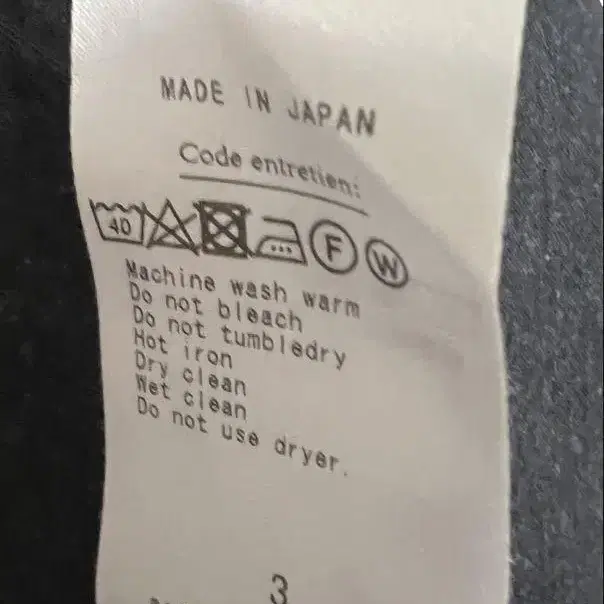 MADE IN JAPAN
Code entretien:
40 F W
Machine wash warm
Do not bleach
Do not tumbledry
Hot iron
Dry clean
Wet clean
Do not use dryer.
3